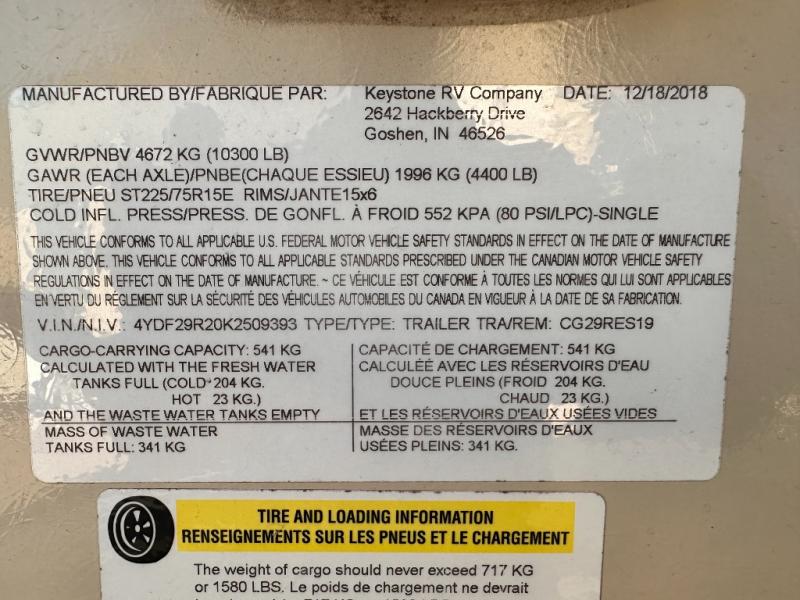 MANUFACTURED BY/FABRIQUE PAR: Keystone RV Company DATE: 12/18/2018
2642 Hackberry Drive
Goshen, IN 46526
GVWR/PNBV 4672 KG (10300 LB)
GAWR (EACH AXLE)/PNBE(CHAQUE ESSIEU) 1996 KG (4400 LB)
TIRE/PNEU ST225/75R15E RIMS/JANTE15x6
COLD INFL. PRESS/PRESS. DE GONFL. À FROID 552 KPA (80 PSI/LPC)-SINGLE
THIS VEHICLE CONFORMS TO ALL APPLICABLE U.S. FEDERAL MOTOR VEHICLE SAFETY STANDARDS IN EFFECT ON THE DATE OF MANUFACTURE
SHOWN ABOVE. THIS VEHICLE CONFORMS TO ALL APPLICABLE STANDARDS PRESCRIBED UNDER THE CANADIAN MOTOR VEHICLE SAFETY
REGULATIONS IN EFFECT ON THE DATE OF MANUFACTURE. ~ CE VÉHICULE EST CONFORME À TOUTES LES NORMES QUI LUI SONT APPLICABLES
EN VERTU DU RÉGLEMENT SUR LA SÉCURITÉ DES VÉHICULES AUTOMOBILES DU CANADA EN VIGUEUR À LA DATE DE SA FABRICATION.
V.I.N./N.I.V.: 4YDF29R20K2509393 TYPE/TYPE: TRAILER TRA/REM: CG29RES19
CARGO-CARRYING CAPACITY: 541 KG
CALCULATED WITH THE FRESH WATER
TANKS FULL (COLD 204 KG.
HOT 23 KG.)
AND THE WASTE WATER TANKS EMPTY
MASS OF WASTE WATER
TANKS FULL: 341 KG
CAPACITÉ DE CHARGEMENT: 541 KG
CALCULÉE AVEC LES RÉSERVOIRS D'EAU
DOUCE PLEINS (FROID 204 KG.
CHAUD 23 KG.)
ET LES RÉSERVOIRS D'EAUX USÉES VIDES
MASSE DES RÉSERVOIRS D'EAUX
USÉES PLEINS: 341 KG.
TIRE AND LOADING INFORMATION
RENSEIGNEMENTS SUR LES PNEUS ET LE CHARGEMENT
The weight of cargo should never exceed 717 KG
or 1580 LBS. Le poids de chargement ne devrait